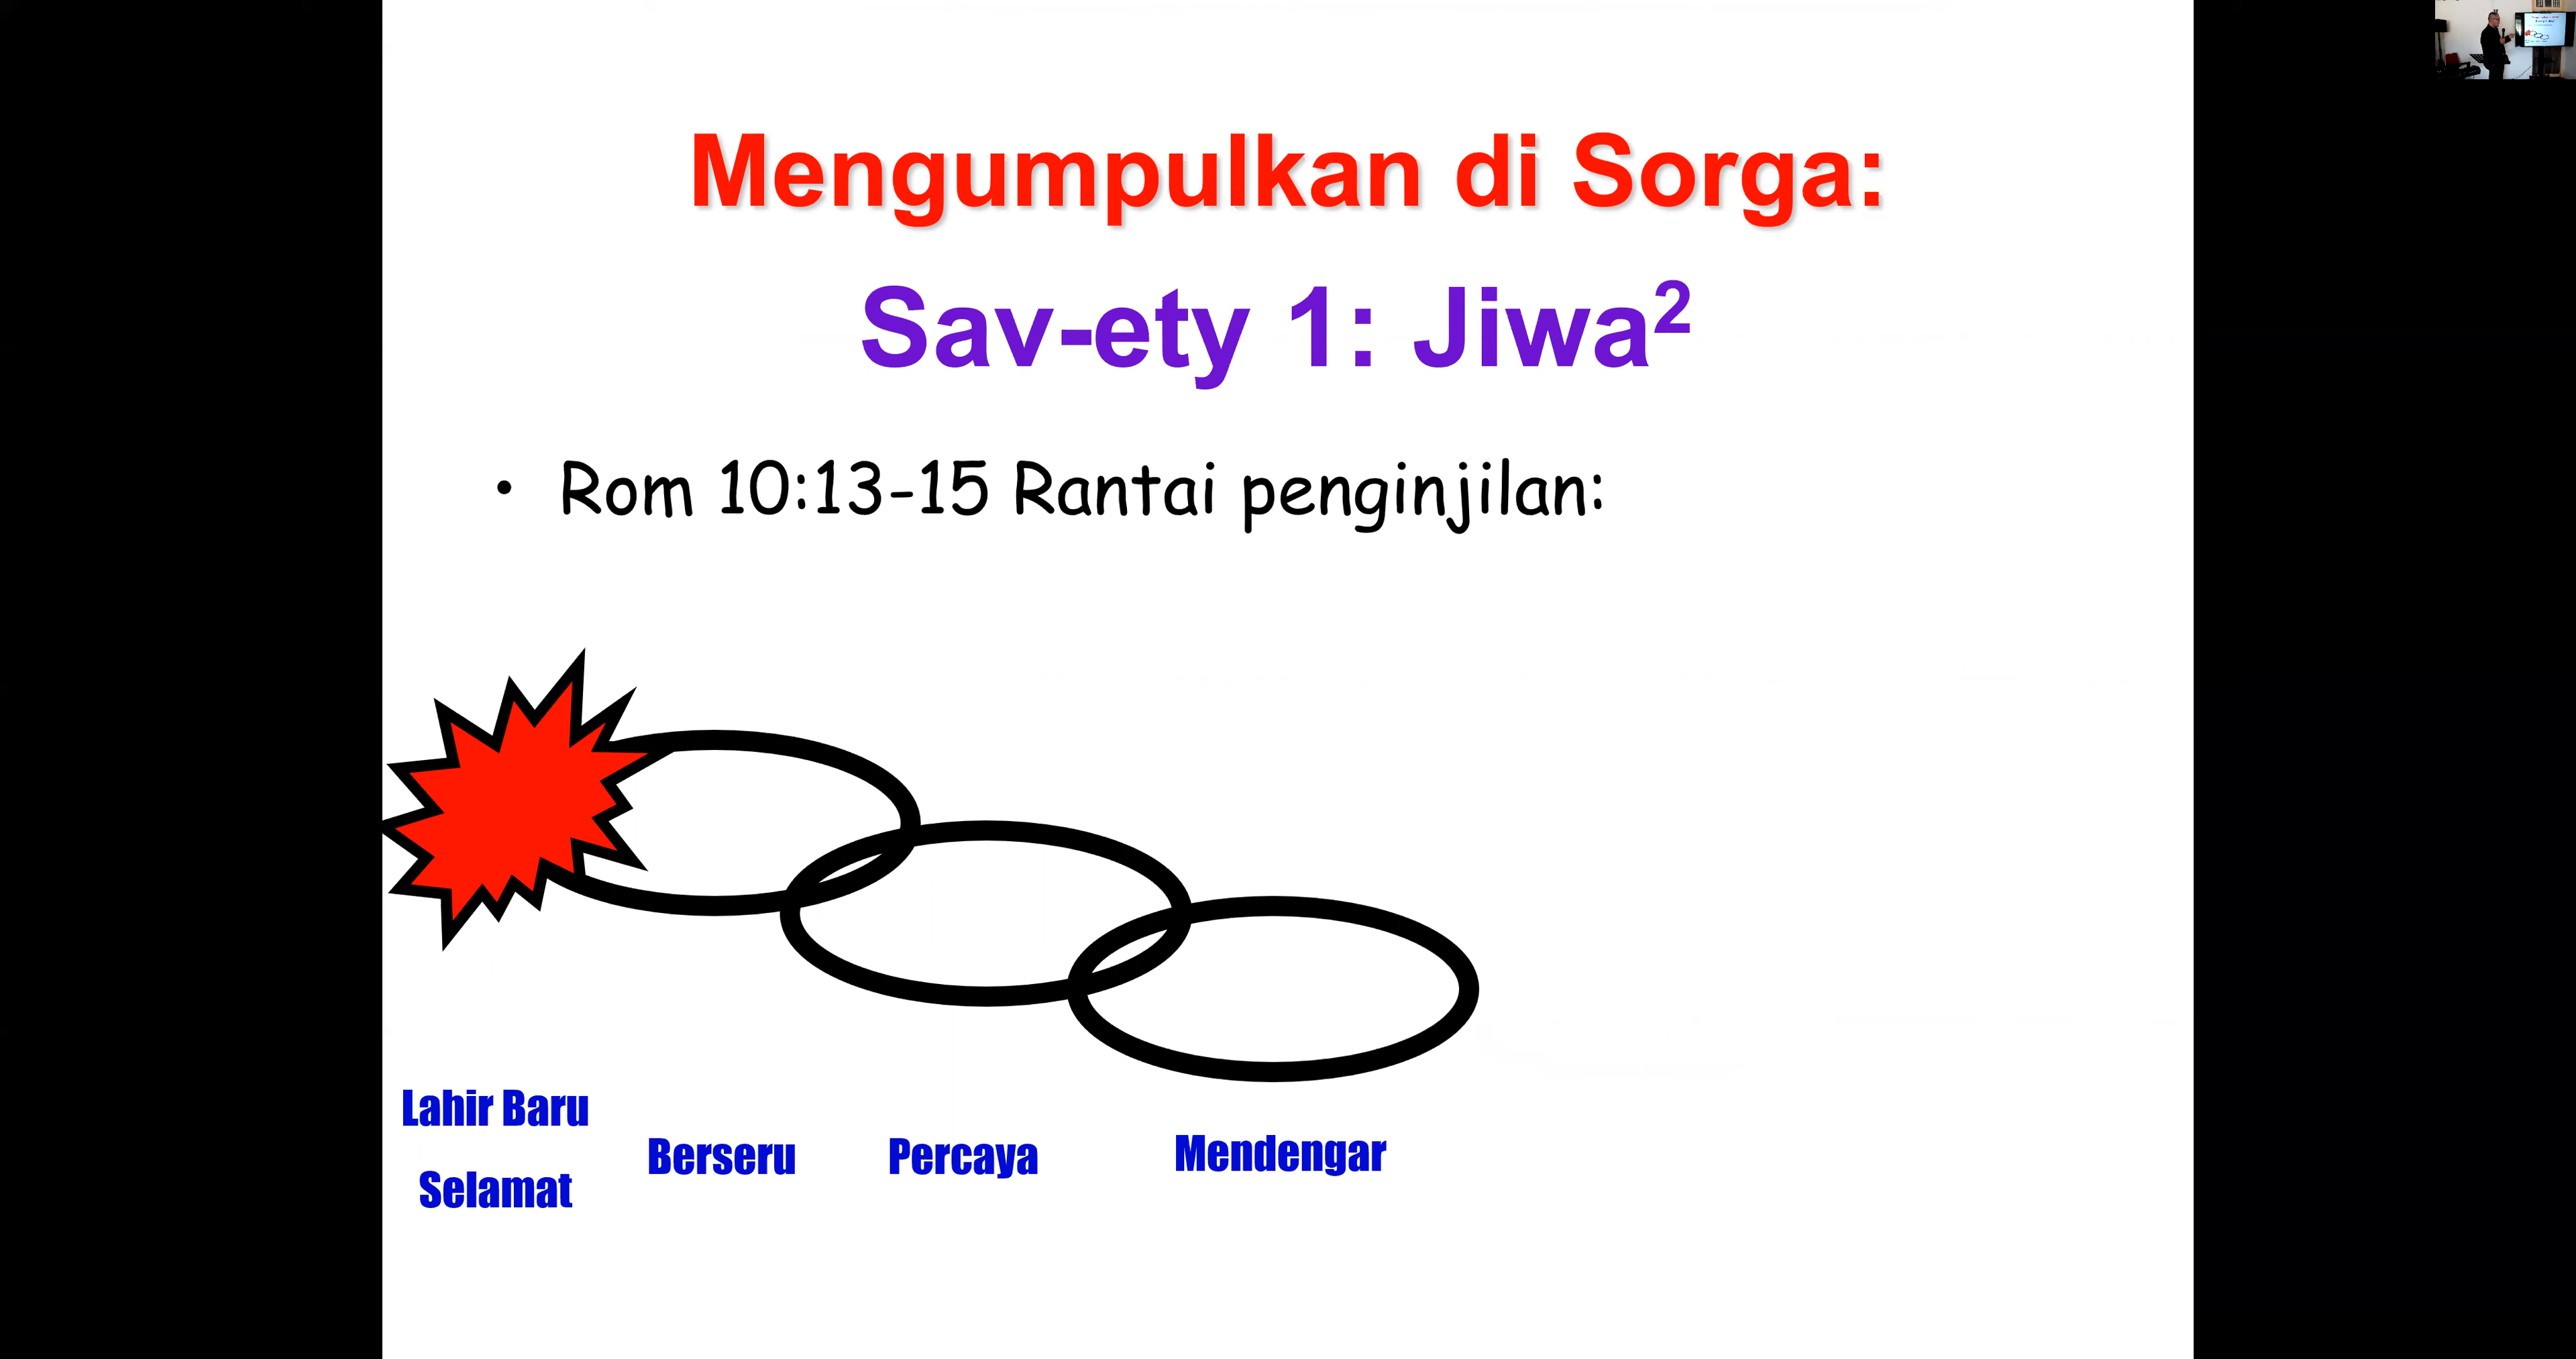 Mengumpulkan di Sorga:
Sav-ety 1: Jiwa²
• Rom 10:13-15 Rantai penginjilan:
Lahir Baru
Selamat
Berseru
Percaya
Mendengar